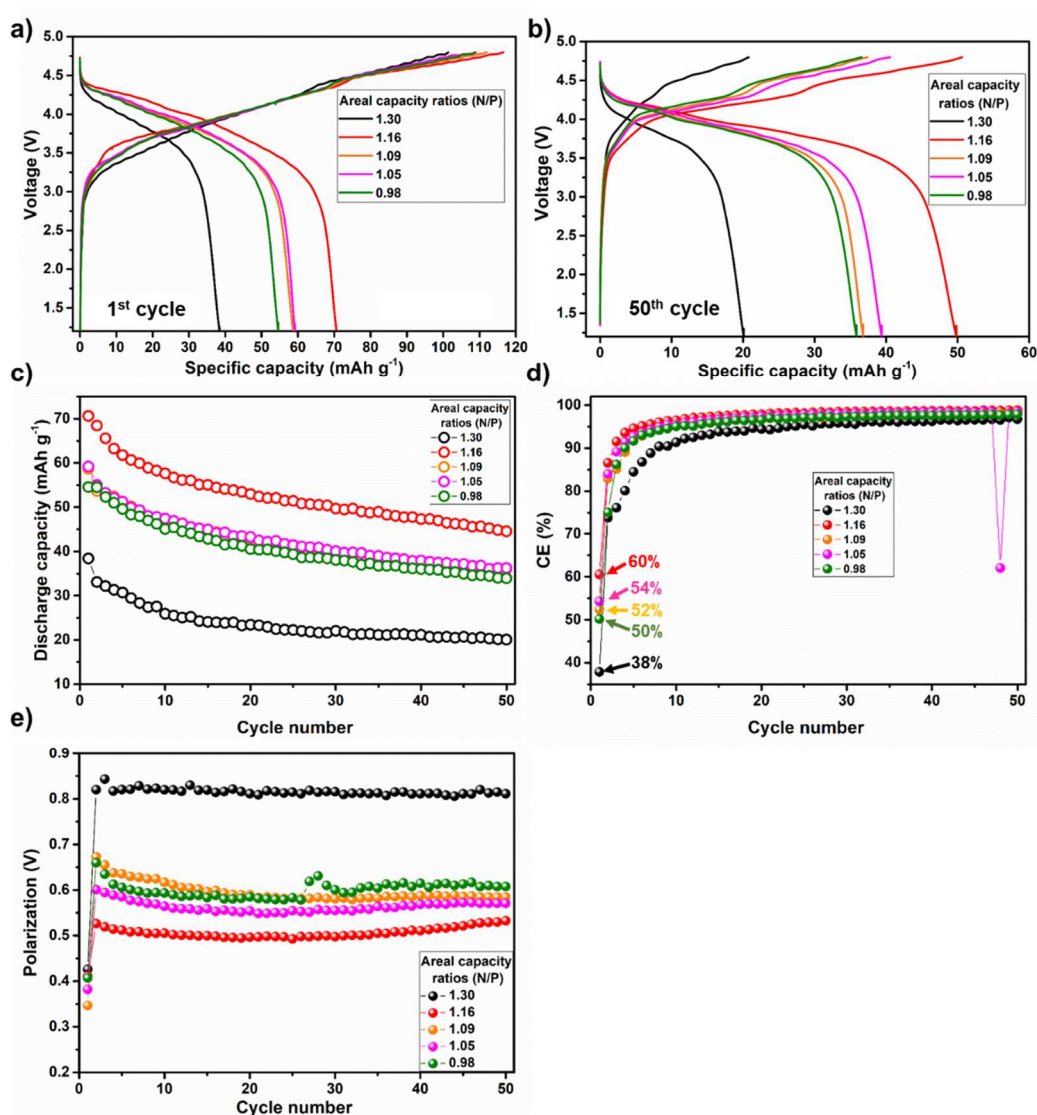 a)
5.0
4.5
4.0
3.5
3.0
2.5
2.0
1.5
Voltage (V)
Areal capacity ratios (N/P)
1.30
1.16
1.09
1.05
0.98
1st cycle
0 10 20 30 40 50 60 70 80 90 100 110 120
Specific capacity (mAh g-1)
b)
5.0
4.5
4.0
3.5
3.0
2.5
2.0
1.5
Voltage (V)
Areal capacity
ratios (N/P)
1.30
1.16
1.09
1.05
0.98
50th cycle
0 10 20 30 40 50 60
Specific capacity (mAh g-1)
c)
70
60
50
40
30
20
10
Discharge capacity (mAh g-1)
Areal capacity
ratios (N/P)
1.30
1.16
1.09
1.05
0.98
0 10 20 30 40 50
Cycle number
d)
100
90
80
70
60
50
40
CE (%)
Areal capacity
ratios (N/P)
1.30
1.16
1.09
1.05
0.98
60%
54%
52%
50%
38%
0 10 20 30 40 50
Cycle number
e)
0.9
0.8
0.7
0.6
0.5
0.4
0.3
0.2
Polarization (V)
Areal capacity
ratios (N/P)
1.30
1.16
1.09
1.05
0.98
0 10 20 30 40 50
Cycle number